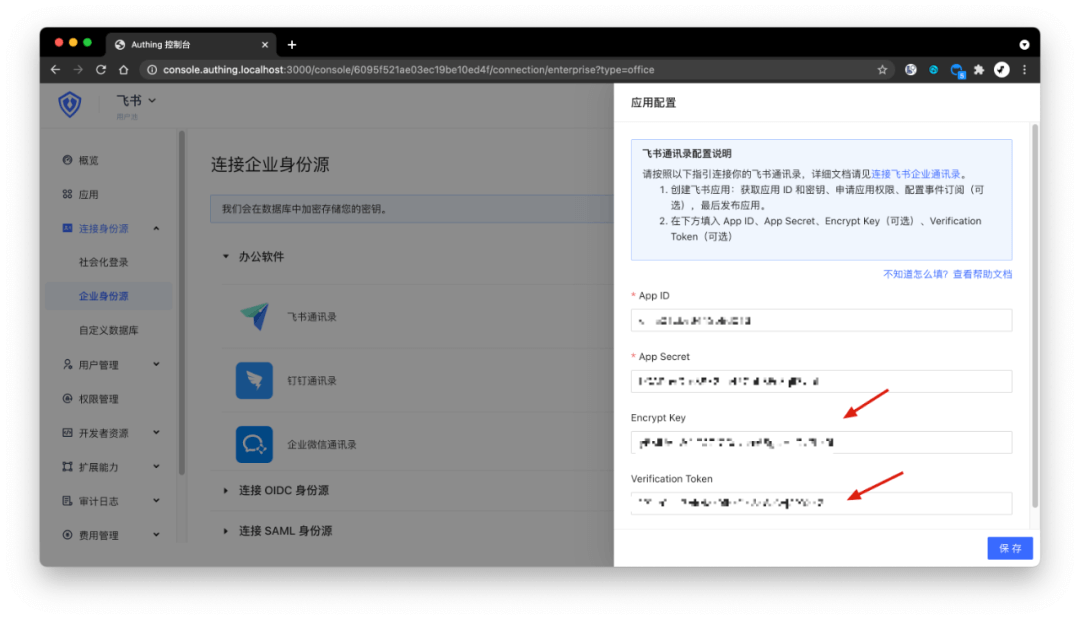 Authing 控制台
console.authing.localhost:3000/console/6095f521ae03ec19be10ed4f/connection/enterprise?type=office
飞书
用户池
概览
应用
连接身份源
社会化登录
企业身份源
自定义数据库
用户管理
权限管理
开发者资源
扩展能力
审计日志
费用管理
连接企业身份源
我们会在数据库中加密存储您的密钥。
办公软件
飞书通讯录
钉钉通讯录
企业微信通讯录
连接 OIDC 身份源
连接 SAML 身份源
应用配置
飞书通讯录配置说明
请按照以下指引连接你的飞书通讯录，详细文档请见连接飞书企业通讯录。
1. 创建飞书应用：获取应用 ID 和密钥、申请应用权限、配置事件订阅（可
选），最后发布应用。
2. 在下方填入 App ID、App Secret、Encrypt Key（可选）、Verification
Token（可选）
不知道怎么填？查看帮助文档
* App ID
* App Secret
Encrypt Key
Verification Token
保存